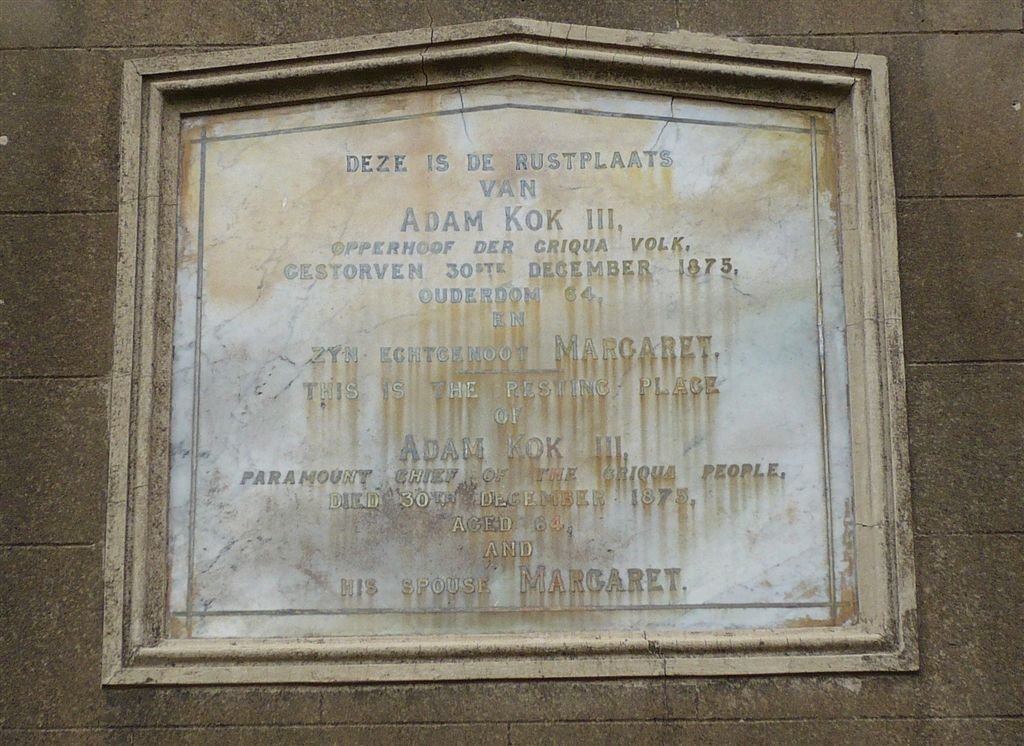 DEZE IS DE RUSTPLAATS
VAN
ADAM KOK III,
OPPERHOOF DER GRIQUA VOLK,
GESTORVEN 30STE DECEMBER 1875,
OUDERDOM 64,
EN
ZYN ECHTGENOOT MARGARET.
THIS IS THE RESTING PLACE
OF
ADAM KOK III,
PARAMOUNT CHIEF OF THE GRIQUA PEOPLE,
DIED 30TH DECEMBER 1875,
AGED 64,
AND
HIS SPOUSE MARGARET.